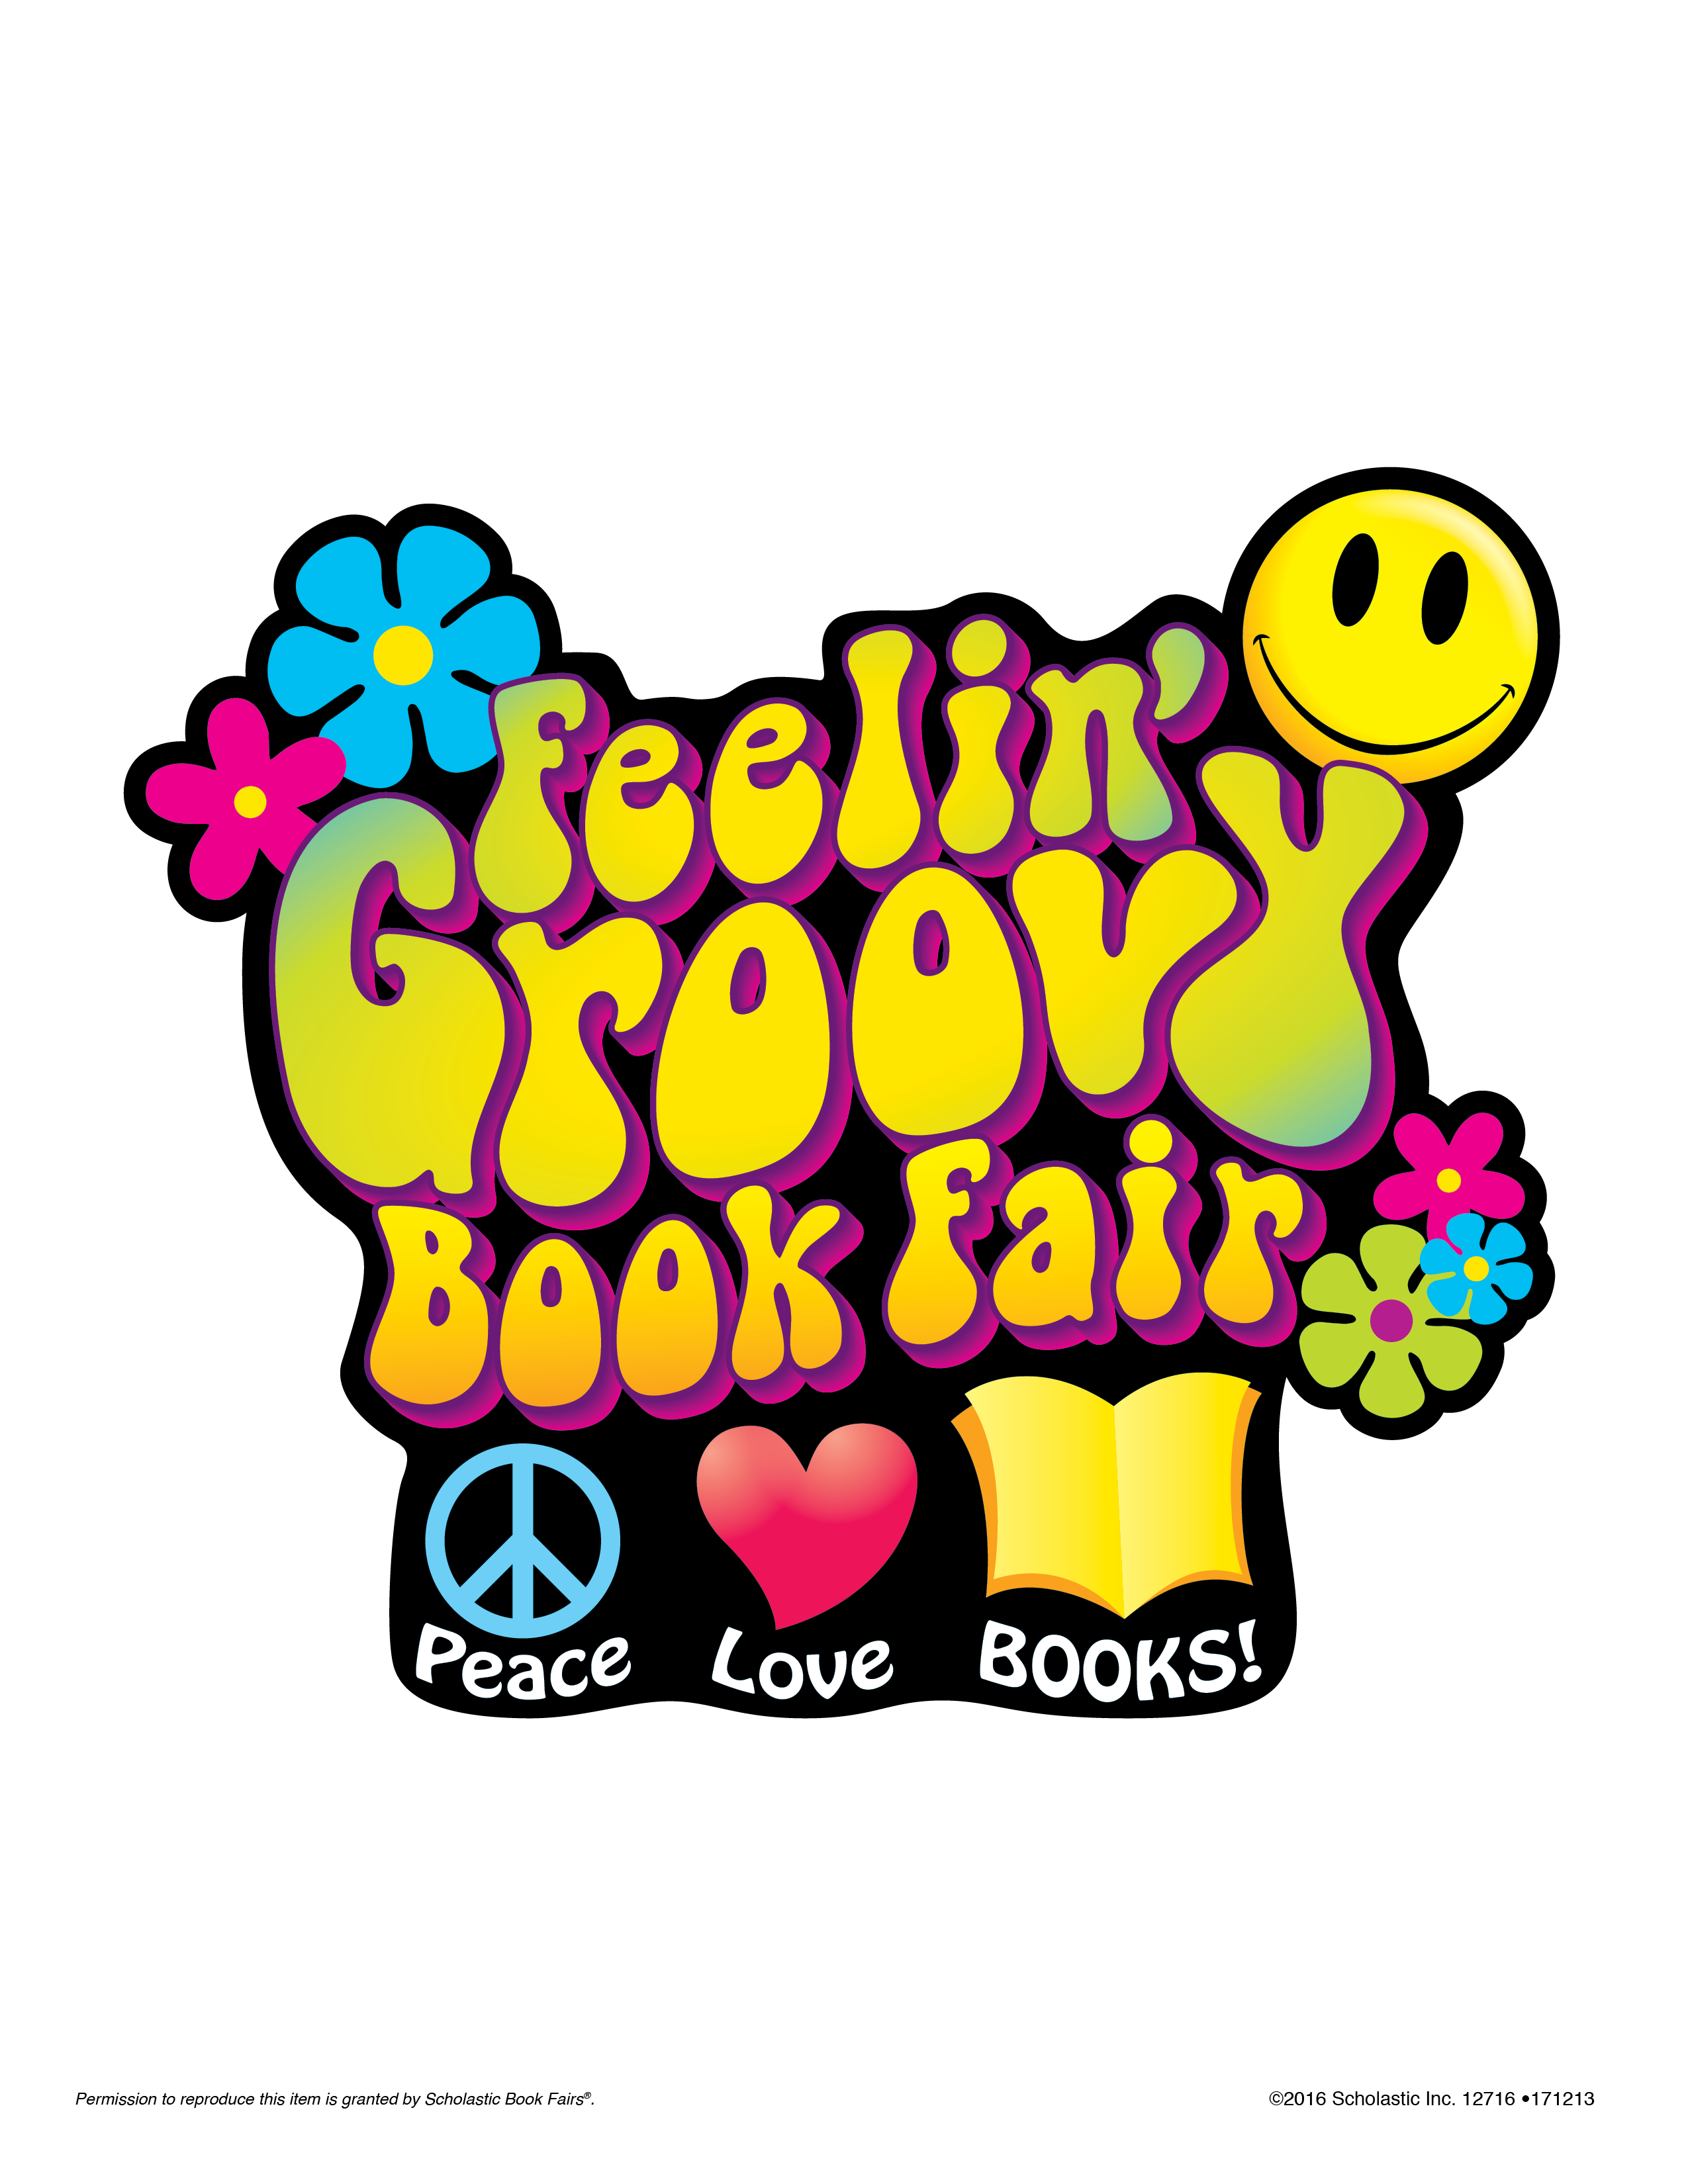 Feelin'
Groovy
Book Fair
Peace Love Books!
Permission to reproduce this item is granted by Scholastic Book Fairs®.
©2016 Scholastic Inc. 12716 •171213